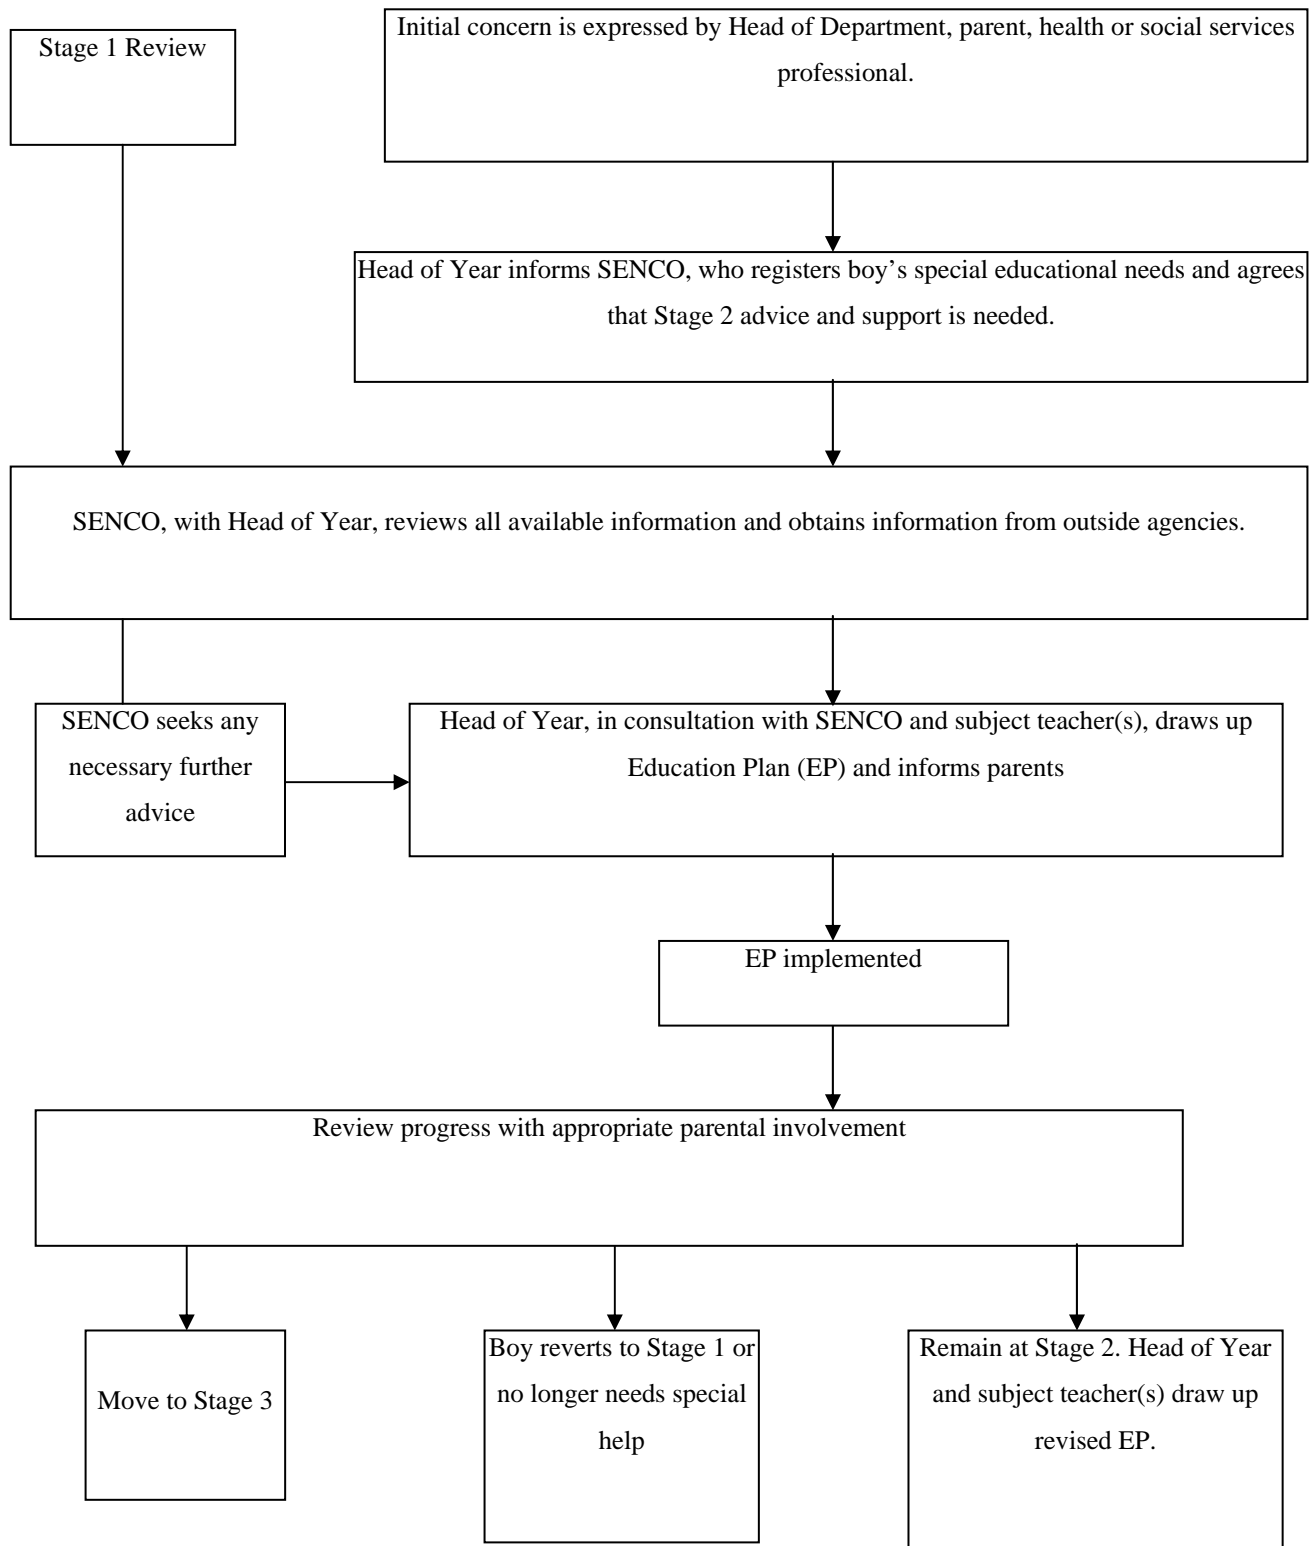 Stage 1 Review
Initial concern is expressed by Head of Department, parent, health or social services
professional.
Head of Year informs SENCO, who registers boy’s special educational needs and agrees
that Stage 2 advice and support is needed.
SENCO, with Head of Year, reviews all available information and obtains information from outside agencies.
SENCO seeks any
necessary further
advice
Head of Year, in consultation with SENCO and subject teacher(s), draws up
Education Plan (EP) and informs parents
EP implemented
Review progress with appropriate parental involvement
Move to Stage 3
Boy reverts to Stage 1 or
no longer needs special
help
Remain at Stage 2. Head of Year
and subject teacher(s) draw up
revised EP.